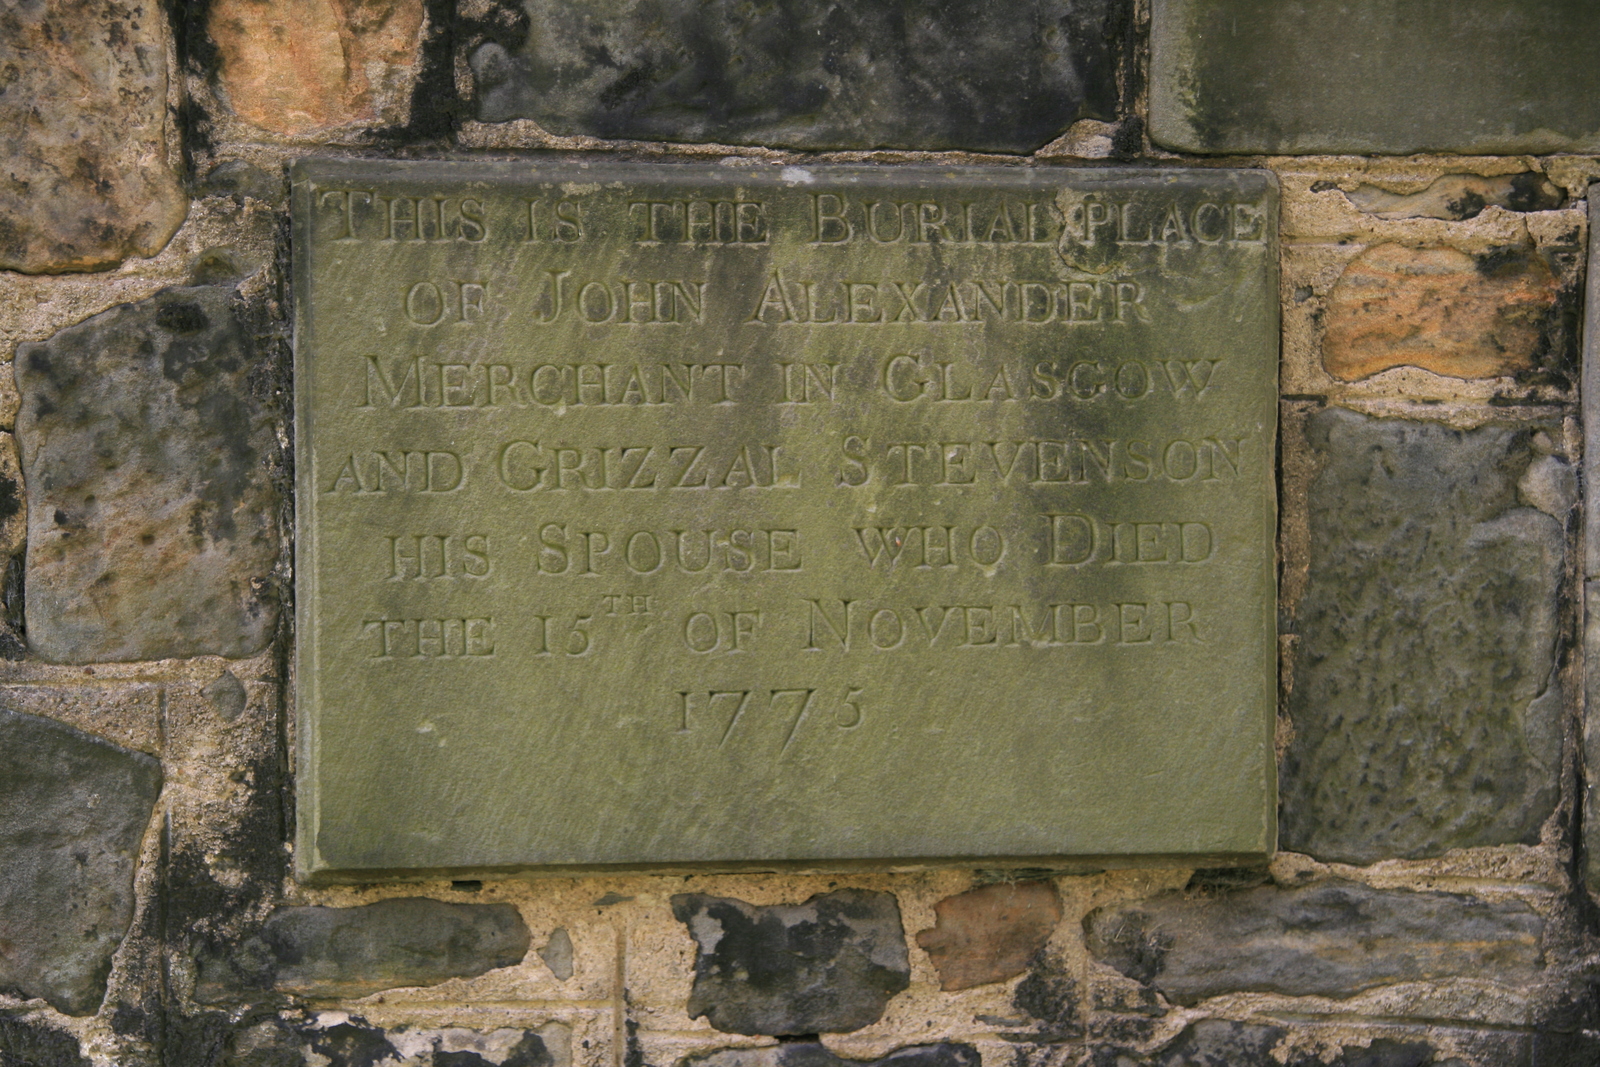 THIS IS THE BURIAL PLACE
OF JOHN ALEXANDER
MERCHANT IN GLASGOW
AND GRIZZAL STEVENSON
HIS SPOUSE WHO DIED
THE 15TH OF NOVEMBER
1775